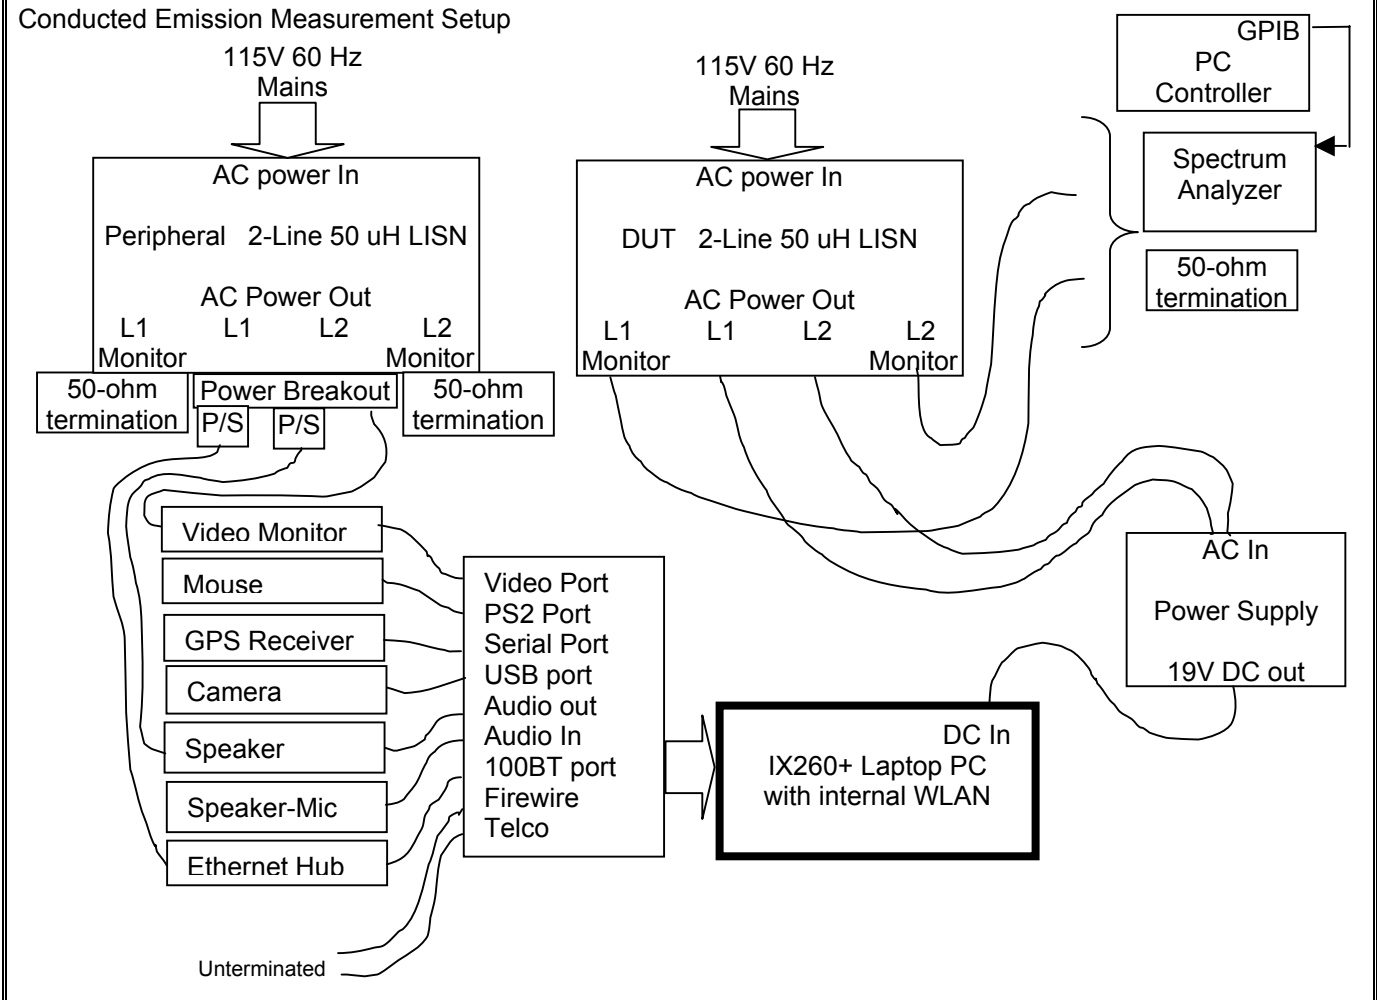 Conducted Emission Measurement Setup
115V 60 Hz
Mains
AC power In
Peripheral 2-Line 50 uH LISN
AC Power Out
L1 L1 L2 L2
Monitor Monitor
50-ohm
termination
Power Breakout
50-ohm
termination
P/S
P/S
115V 60 Hz
Mains
AC power In
DUT 2-Line 50 uH LISN
AC Power Out
L1 L1 L2 L2
Monitor Monitor
GPIB
PC
Controller
Spectrum
Analyzer
50-ohm
termination
Video Monitor
Mouse
GPS Receiver
Camera
Speaker
Speaker-Mic
Ethernet Hub
Unterminated
Video Port
PS2 Port
Serial Port
USB port
Audio out
Audio In
100BT port
Firewire
Telco
DC In
IX260+ Laptop PC
with internal WLAN
AC In
Power Supply
19V DC out